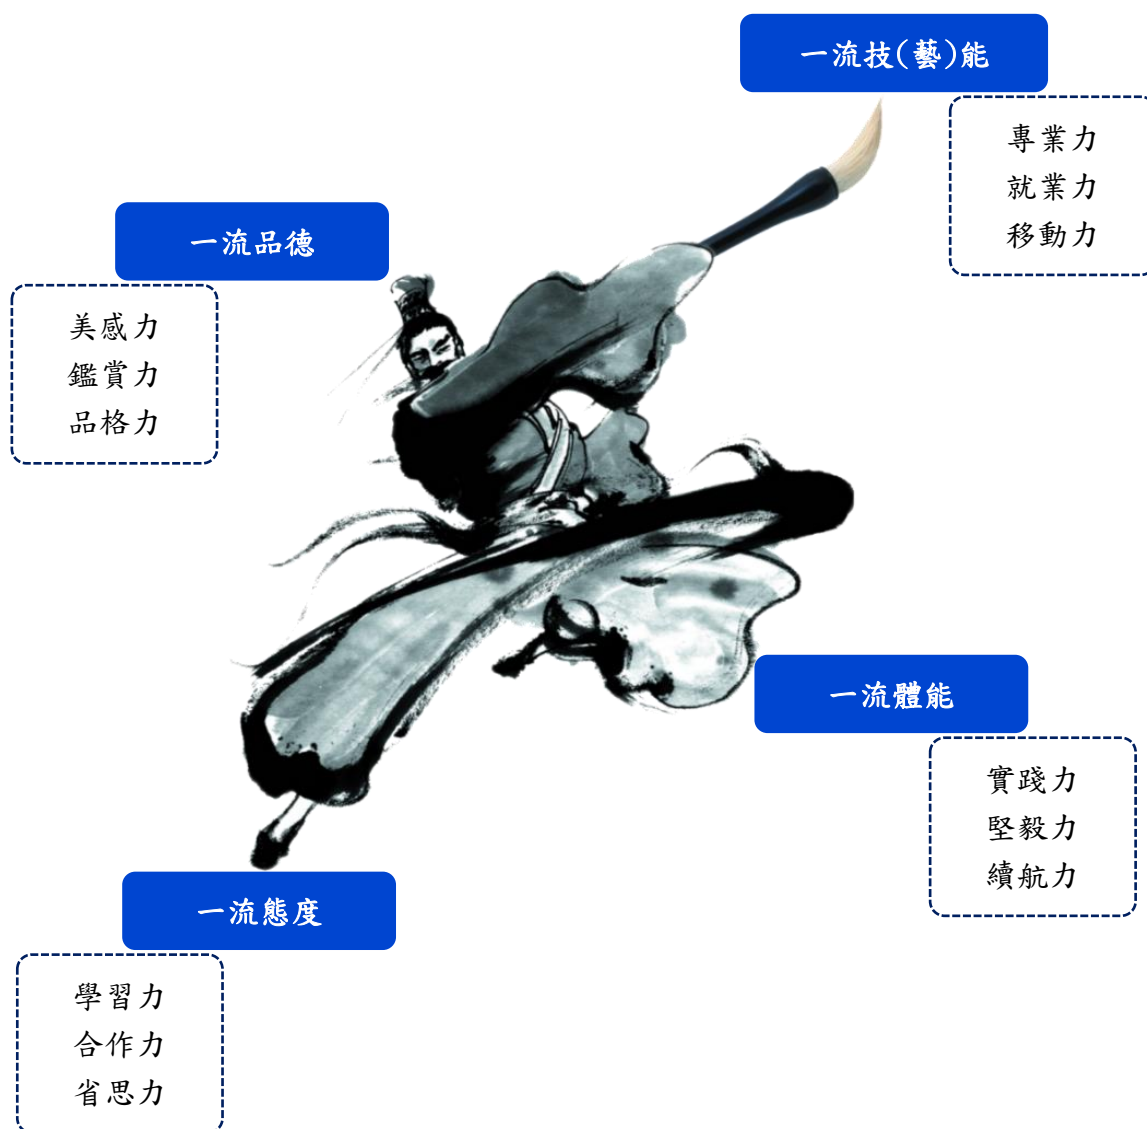 一流技(藝)能
專業力
就業力
移動力
一流品德
美感力
鑑賞力
品格力
一流體能
實踐力
堅毅力
續航力
一流態度
學習力
合作力
省思力